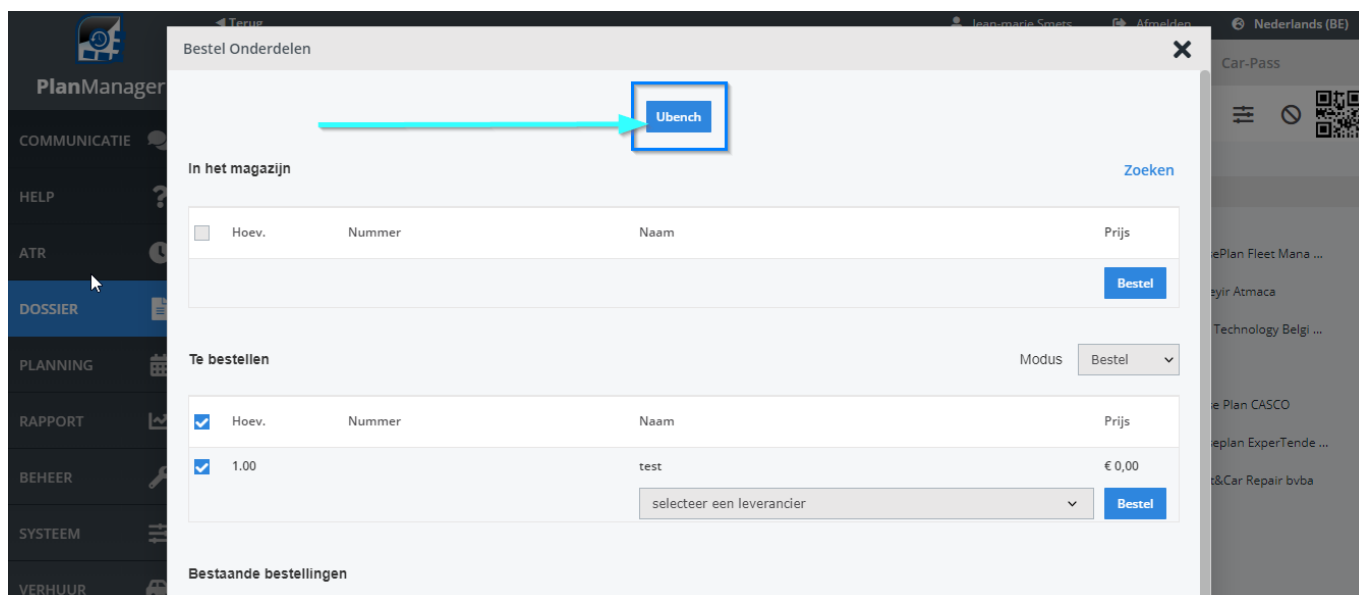 Terug
Jean-marie Smets
Afmelden
Nederlands (BE)
PlanManager
COMMUNICATIE
HELP
ATR
DOSSIER
PLANNING
RAPPORT
BEHEER
SYSTEEM
VERHUUR
Bestel Onderdelen
Ubench
In het magazijn
Zoeken
Hoev. Nummer Naam Prijs
Bestel
Te bestellen
Modus Bestel
Hoev. Nummer Naam Prijs
1.00 test € 0,00
selecteer een leverancier Bestel
Bestaande bestellingen
Car-Pass
ePlan Fleet Mana ...
eyir Atmaca
Technology Belgi ...
e Plan CASCO
eplan ExperTende ...
t&Car Repair bvba